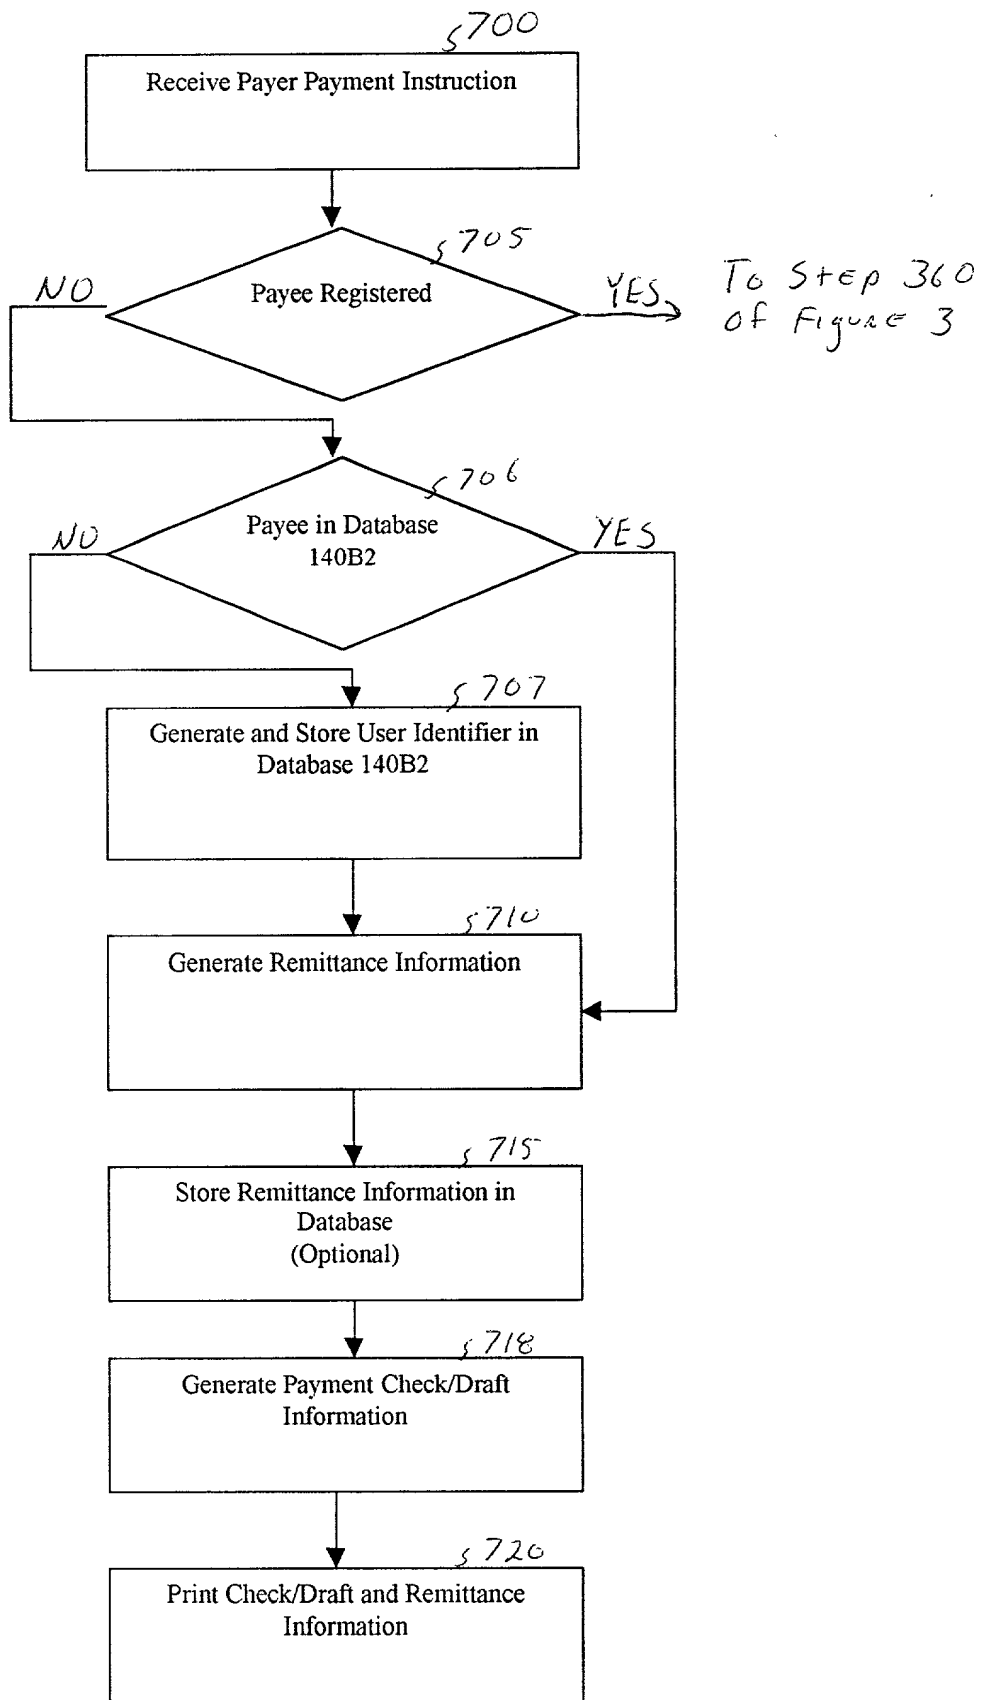 700
Receive Payer Payment Instruction
705
Payee Registered
NO
YES
To Step 360
of Figure 3
706
Payee in Database
140B2
NO
YES
707
Generate and Store User Identifier in
Database 140B2
710
Generate Remittance Information
715
Store Remittance Information in
Database
(Optional)
718
Generate Payment Check/Draft
Information
720
Print Check/Draft and Remittance
Information